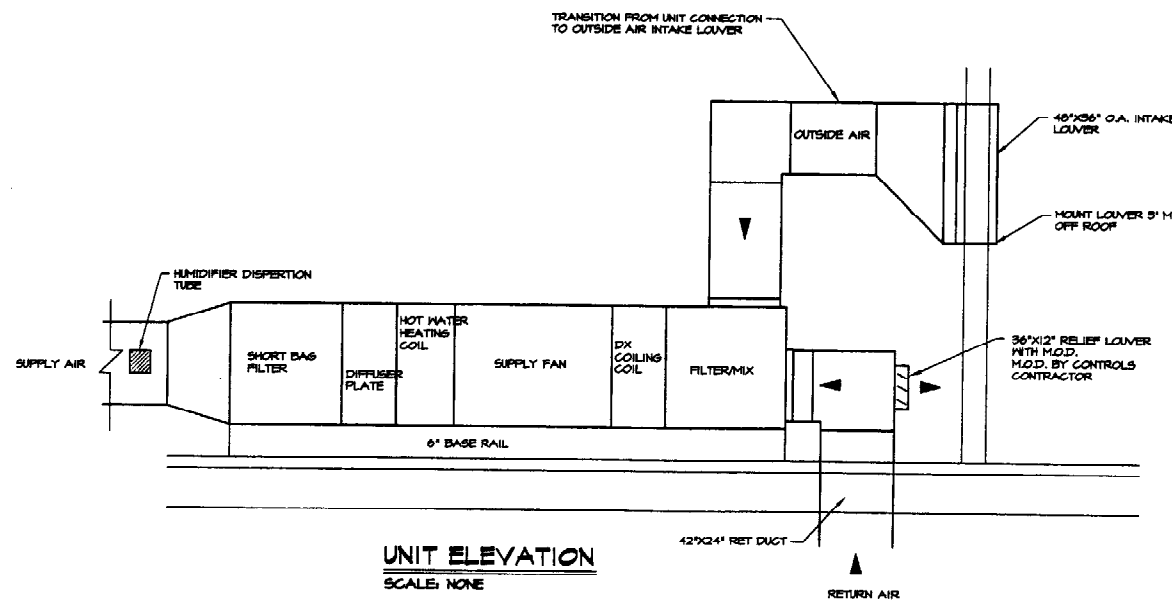 TRANSITION FROM UNIT CONNECTION
TO OUTSIDE AIR INTAKE LOUVER
OUTSIDE AIR
48"X36" O.A. INTAKE
LOUVER
MOUNT LOUVER 3' M
OFF ROOF
HUMIDIFIER DISPERTION
TUBE
SUPPLY AIR
SHORT BAG
FILTER
DIFFUSER
PLATE
HOT WATER
HEATING
COIL
SUPPLY FAN
DX
COILING
COIL
FILTER/MIX
36"X12" RELIEF LOUVER
WITH M.O.D.
M.O.D. BY CONTROLS
CONTRACTOR
6" BASE RAIL
42"X24" RET DUCT
UNIT ELEVATION
SCALE: NONE
RETURN AIR